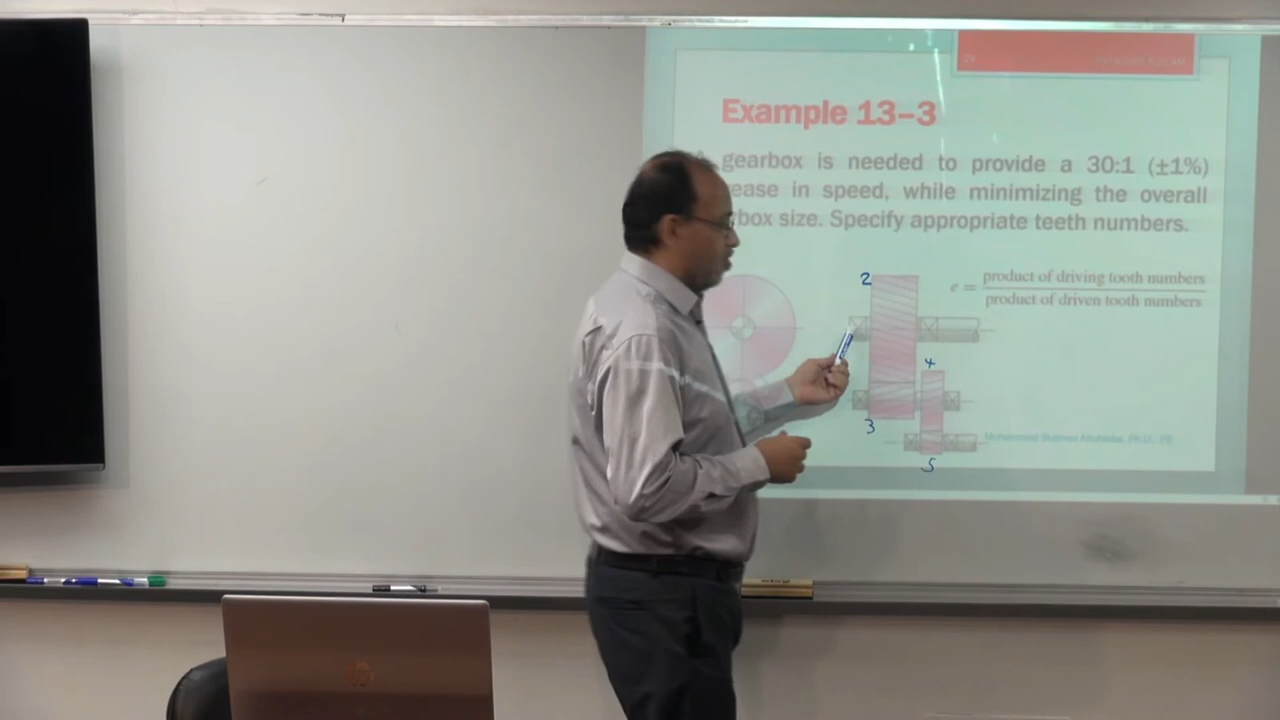 Example 13–3
gearbox is needed to provide a 30:1 (±1%)
ease in speed, while minimizing the overall
box size. Specify appropriate teeth numbers.
2
e = product of driving tooth numbers
product of driven tooth numbers
4
3
5
hp